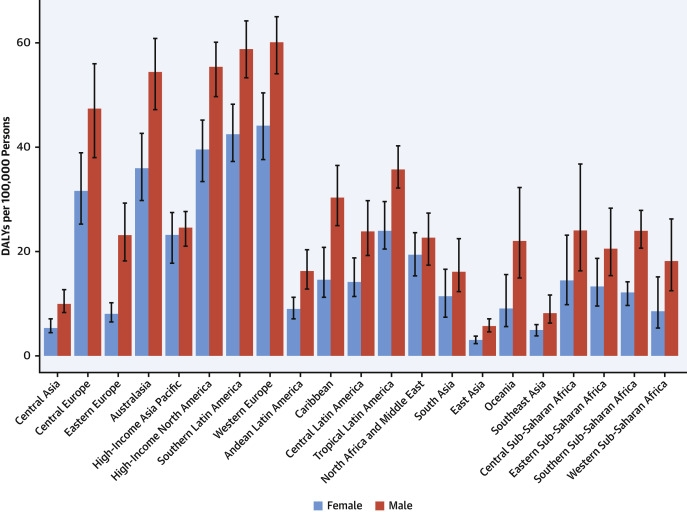 DALYs per 100,000 Persons
60
40
20
0
Central Asia
Central Europe
Eastern Europe
Australasia
High-Income Asia Pacific
High-Income North America
Southern Latin America
Western Europe
Andean Latin America
Caribbean
Central Latin America
Tropical Latin America
North Africa and Middle East
South Asia
East Asia
Oceania
Southeast Asia
Central Sub-Saharan Africa
Eastern Sub-Saharan Africa
Southern Sub-Saharan Africa
Western Sub-Saharan Africa
Female Male